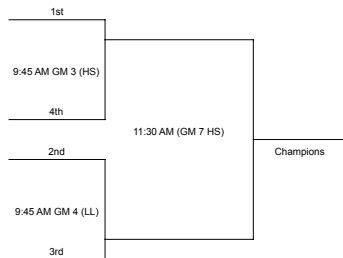 1st
9:45 AM GM 3 (HS)
4th
11:30 AM (GM 7 HS)
2nd
Champions
9:45 AM GM 4 (LL)
3rd